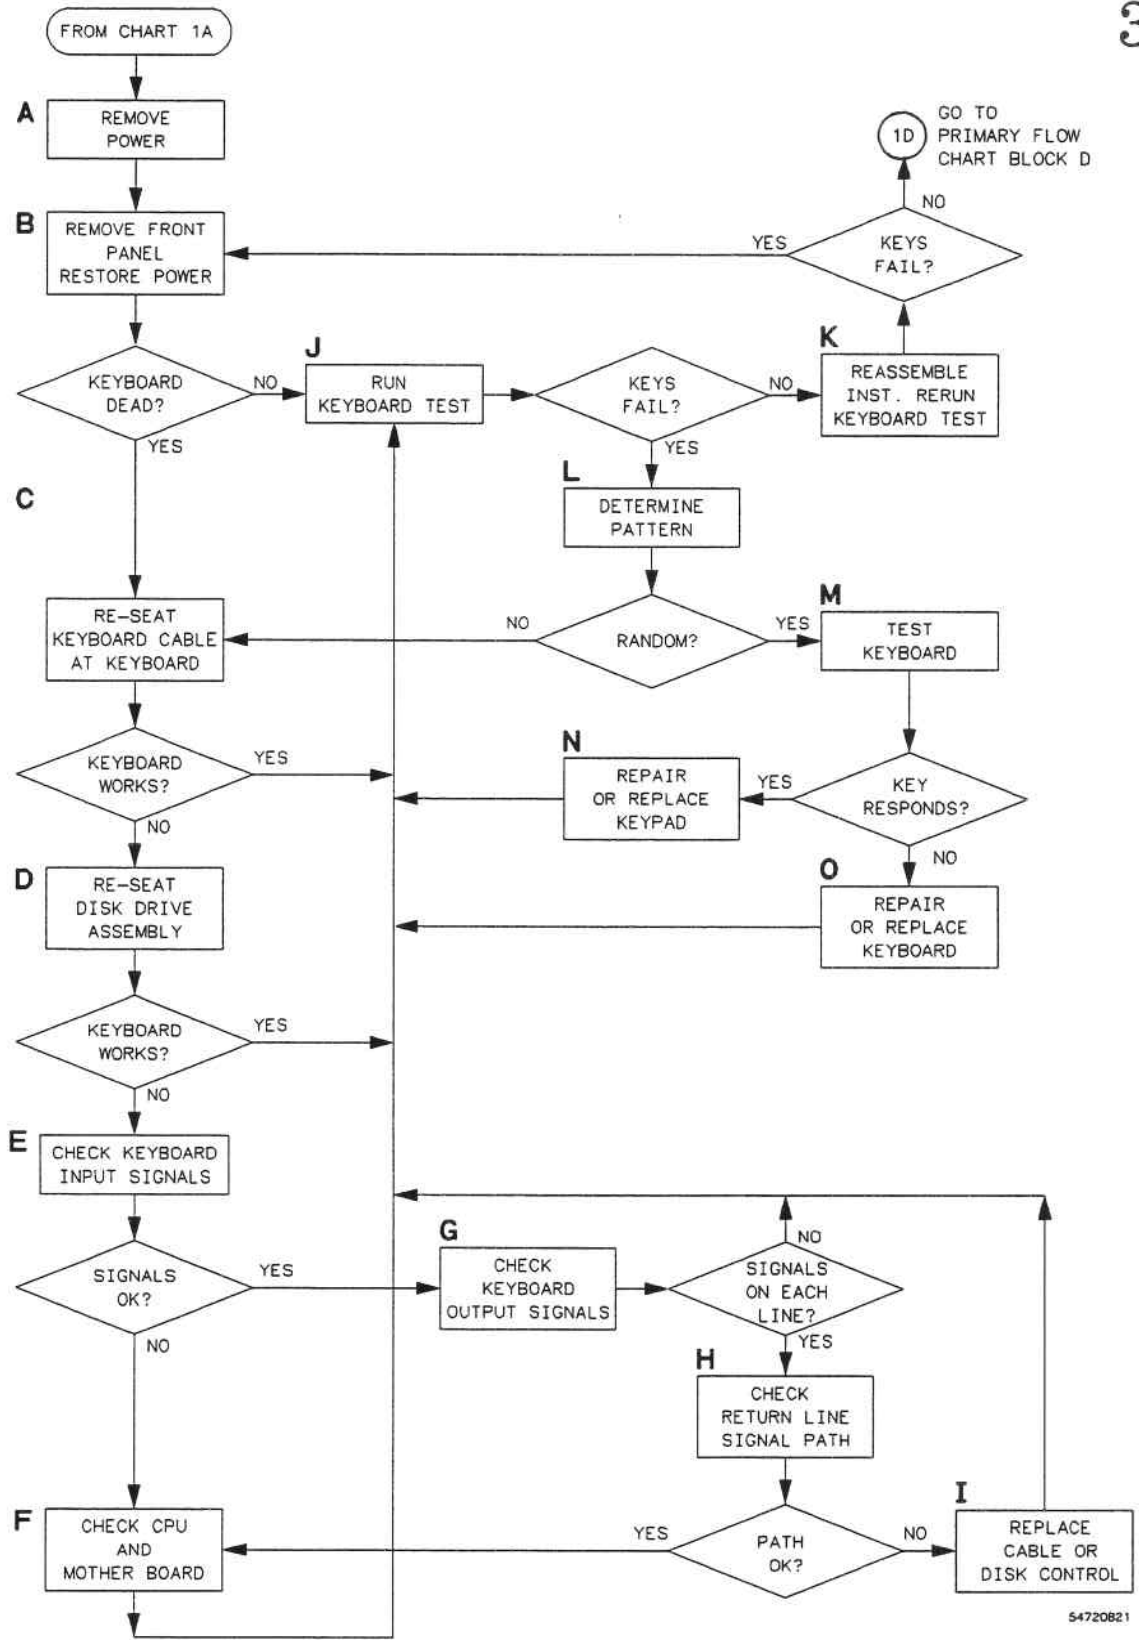 3
FROM CHART 1A
A
REMOVE
POWER
1D
GO TO
PRIMARY FLOW
CHART BLOCK D
NO
B
REMOVE FRONT
PANEL
RESTORE POWER
YES
KEYS
FAIL?
KEYBOARD
DEAD?
NO
YES
J
RUN
KEYBOARD TEST
KEYS
FAIL?
NO
YES
K
REASSEMBLE
INST. RERUN
KEYBOARD TEST
L
DETERMINE
PATTERN
C
RE-SEAT
KEYBOARD CABLE
AT KEYBOARD
NO
RANDOM?
YES
M
TEST
KEYBOARD
KEYBOARD
WORKS?
YES
NO
N
REPAIR
OR REPLACE
KEYPAD
YES
KEY
RESPONDS?
NO
D
RE-SEAT
DISK DRIVE
ASSEMBLY
O
REPAIR
OR REPLACE
KEYBOARD
KEYBOARD
WORKS?
YES
NO
E
CHECK KEYBOARD
INPUT SIGNALS
SIGNALS
OK?
YES
NO
G
CHECK
KEYBOARD
OUTPUT SIGNALS
NO
SIGNALS
ON EACH
LINE?
YES
H
CHECK
RETURN LINE
SIGNAL PATH
F
CHECK CPU
AND
MOTHER BOARD
YES
PATH
OK?
NO
I
REPLACE
CABLE OR
DISK CONTROL
54720B21